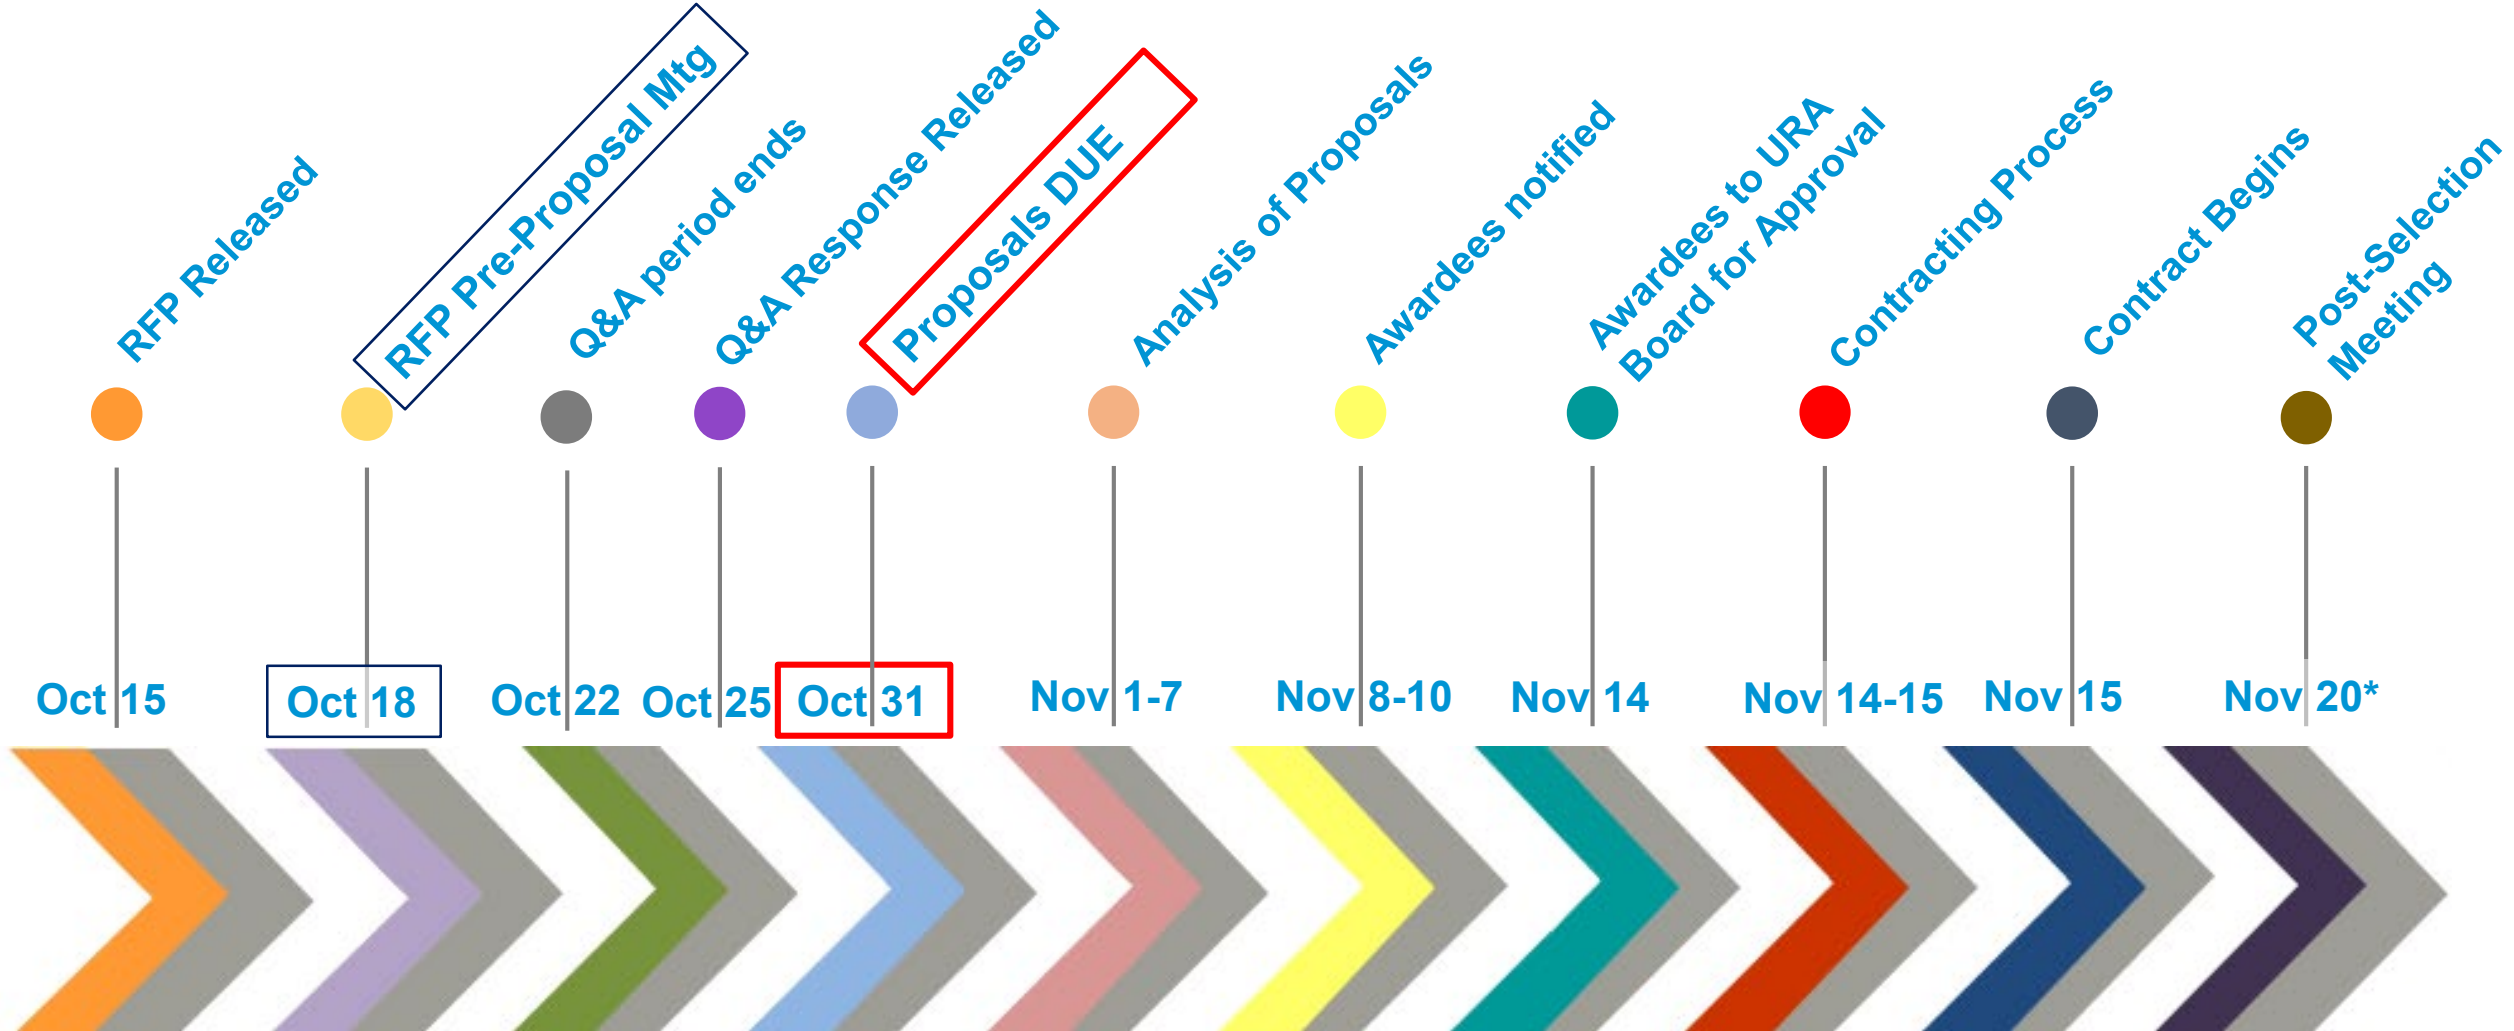 RFP Released
RFP Pre-Proposal Mtg
Q&A period ends
Q&A Response Released
Proposals DUE
Analysis of Proposals
Awardees notified
Awardees to URA
Board for Approval
Contracting Process
Contract Begins
Post-Selection
Meeting
Oct 15
Oct 18
Oct 22
Oct 25
Oct 31
Nov 1-7
Nov 8-10
Nov 14
Nov 14-15
Nov 15
Nov 20*